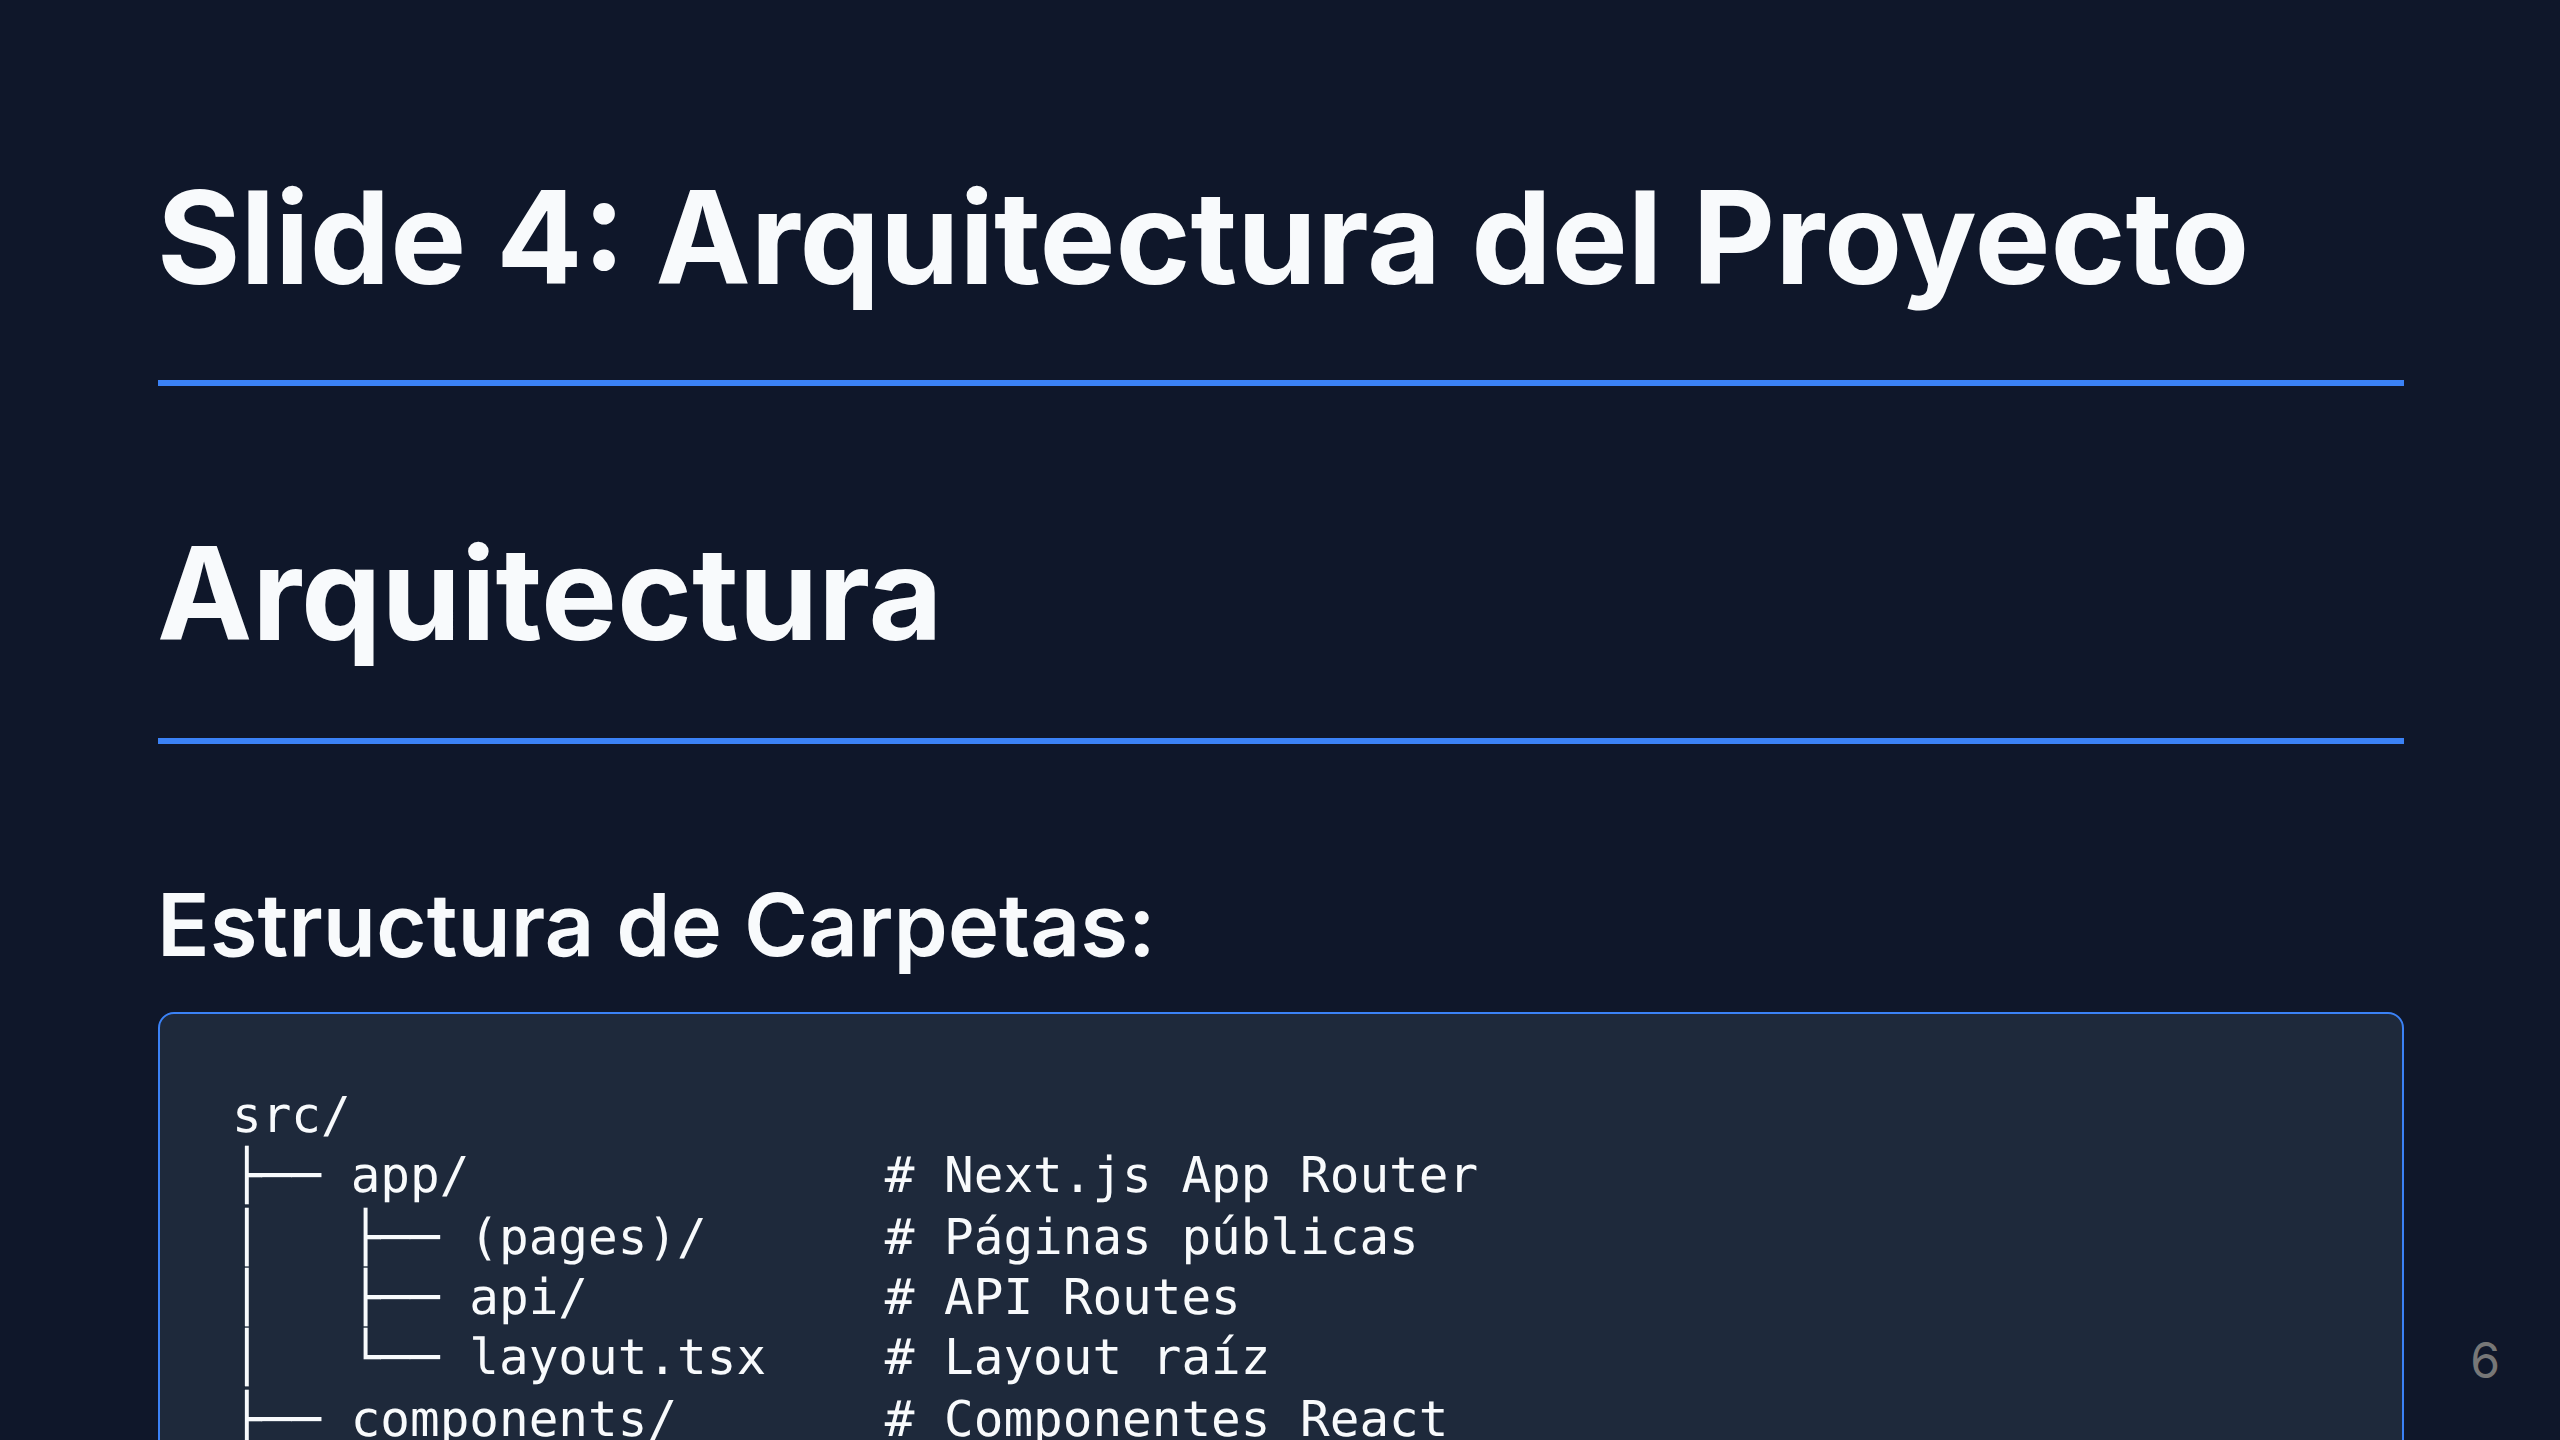 Slide 4: Arquitectura del Proyecto
Arquitectura
Estructura de Carpetas:
src/
├── app/              # Next.js App Router
│   ├── (pages)/      # Páginas públicas
│   ├── api/          # API Routes
│   └── layout.tsx    # Layout raíz
├── components/       # Componentes React
6